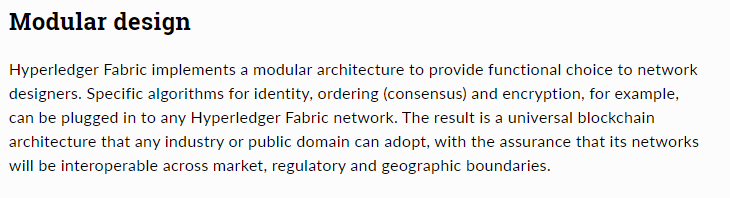 Modular design
Hyperledger Fabric implements a modular architecture to provide functional choice to network
designers. Specific algorithms for identity, ordering (consensus) and encryption, for example,
can be plugged in to any Hyperledger Fabric network. The result is a universal blockchain
architecture that any industry or public domain can adopt, with the assurance that its networks
will be interoperable across market, regulatory and geographic boundaries.